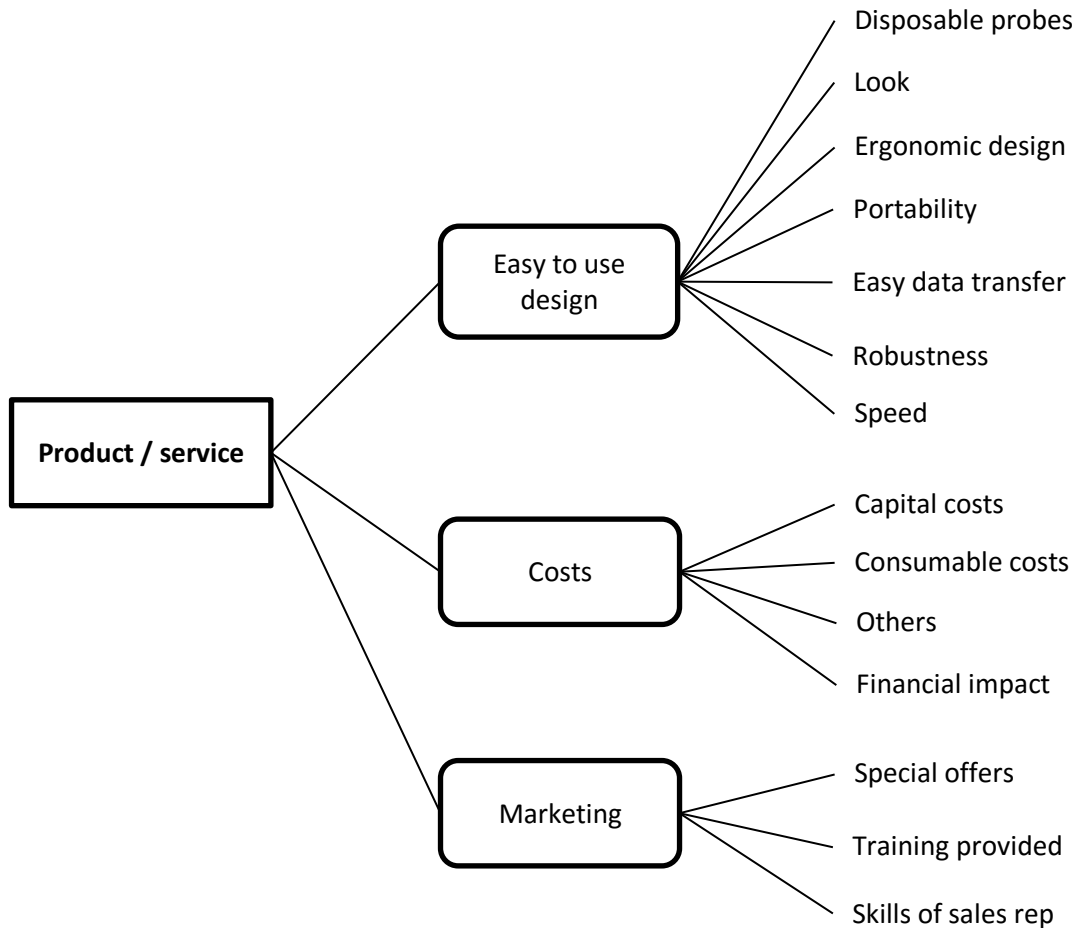 Product / service
Easy to use
design
Disposable probes
Look
Ergonomic design
Portability
Easy data transfer
Robustness
Speed
Costs
Capital costs
Consumable costs
Others
Financial impact
Marketing
Special offers
Training provided
Skills of sales rep